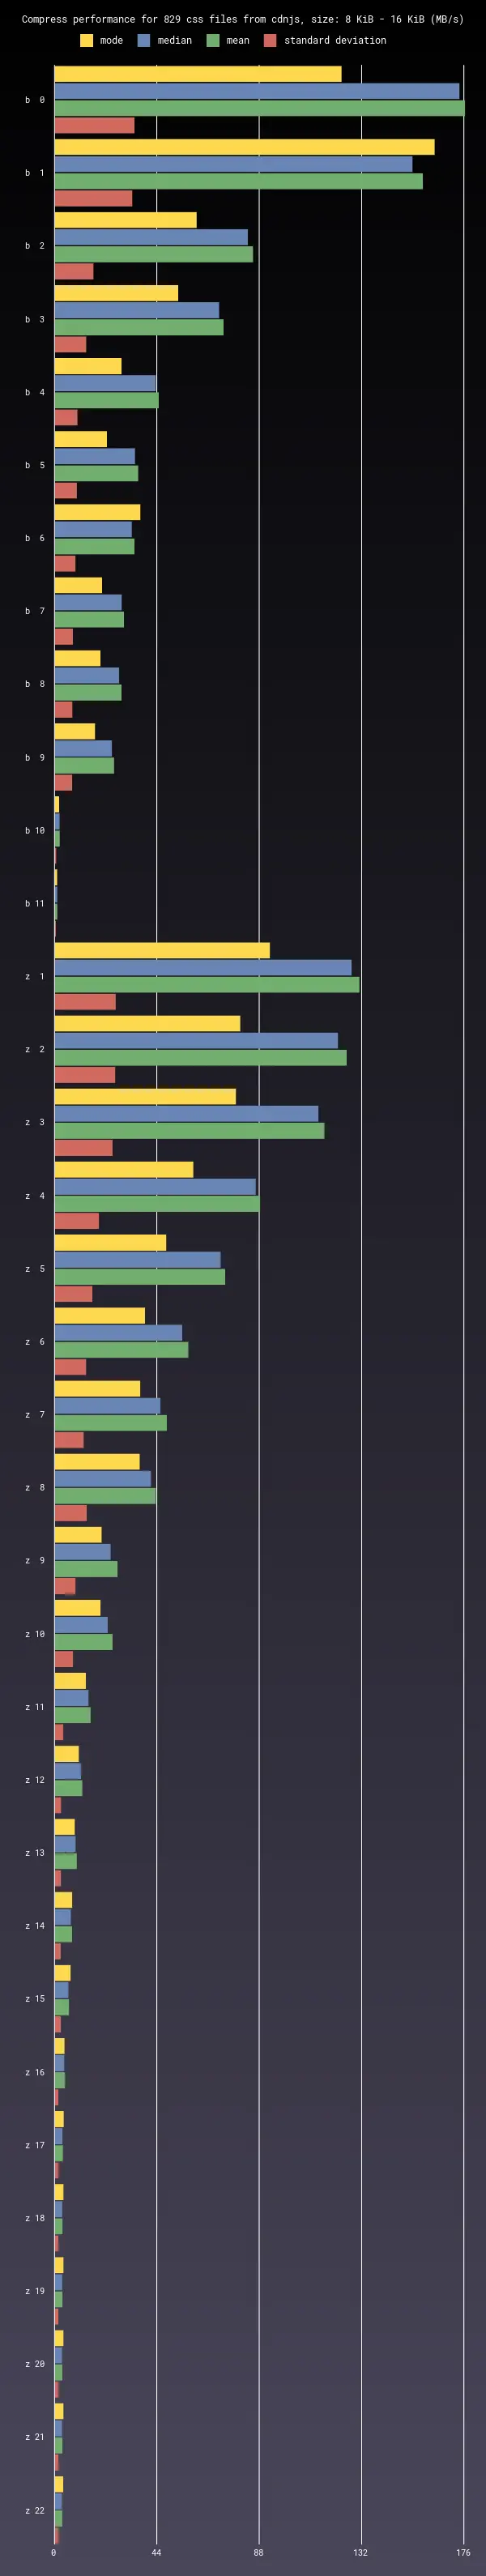 Compress performance for 829 css files from cdnjs, size: 8 KiB - 16 KiB (MB/s)
mode median mean standard deviation
b 0
b 1
b 2
b 3
b 4
b 5
b 6
b 7
b 8
b 9
b 10
b 11
z 1
z 2
z 3
z 4
z 5
z 6
z 7
z 8
z 9
z 10
z 11
z 12
z 13
z 14
z 15
z 16
z 17
z 18
z 19
z 20
z 21
z 22
0 44 88 132 176